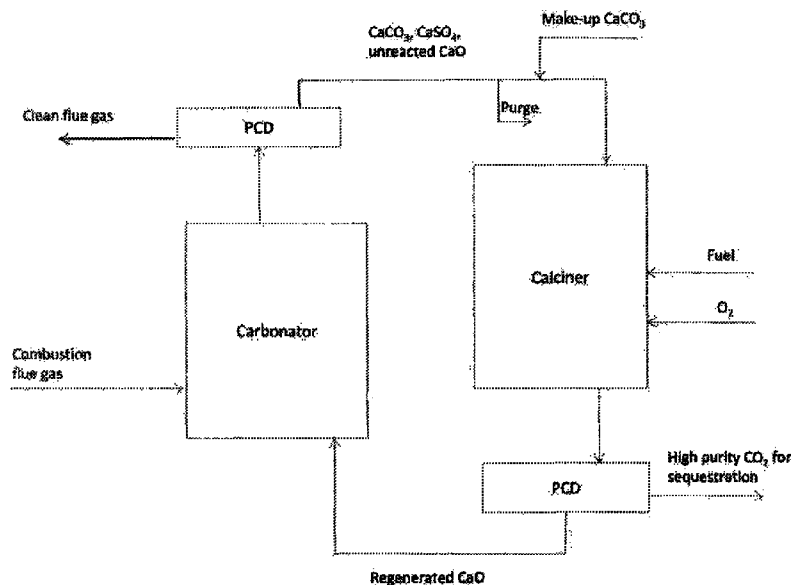 Make-up CaCO₃
CaCO₃, CaSO₄,
unreacted CaO
Purge
Clean flue gas
PCD
Calciner
Fuel
O₂
Carbonator
Combustion
flue gas
High purity CO₂ for
sequestration
PCD
Regenerated CaO